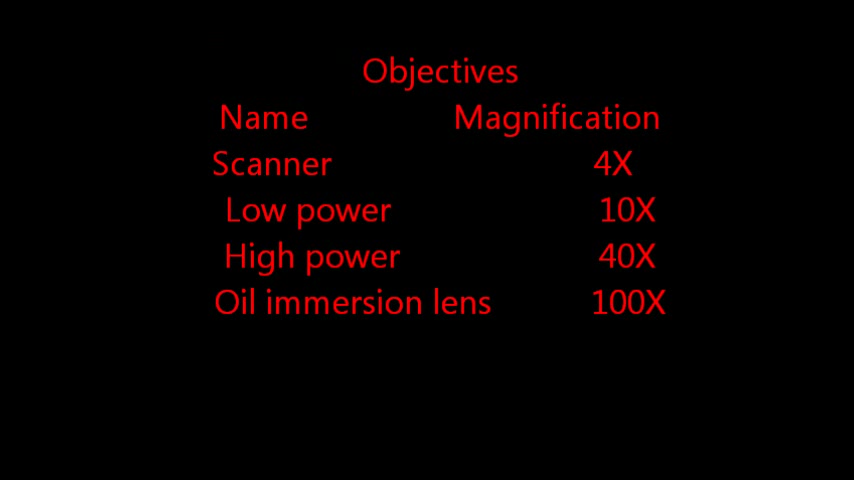 Objectives
Name Magnification
Scanner 4X
Low power 10X
High power 40X
Oil immersion lens 100X